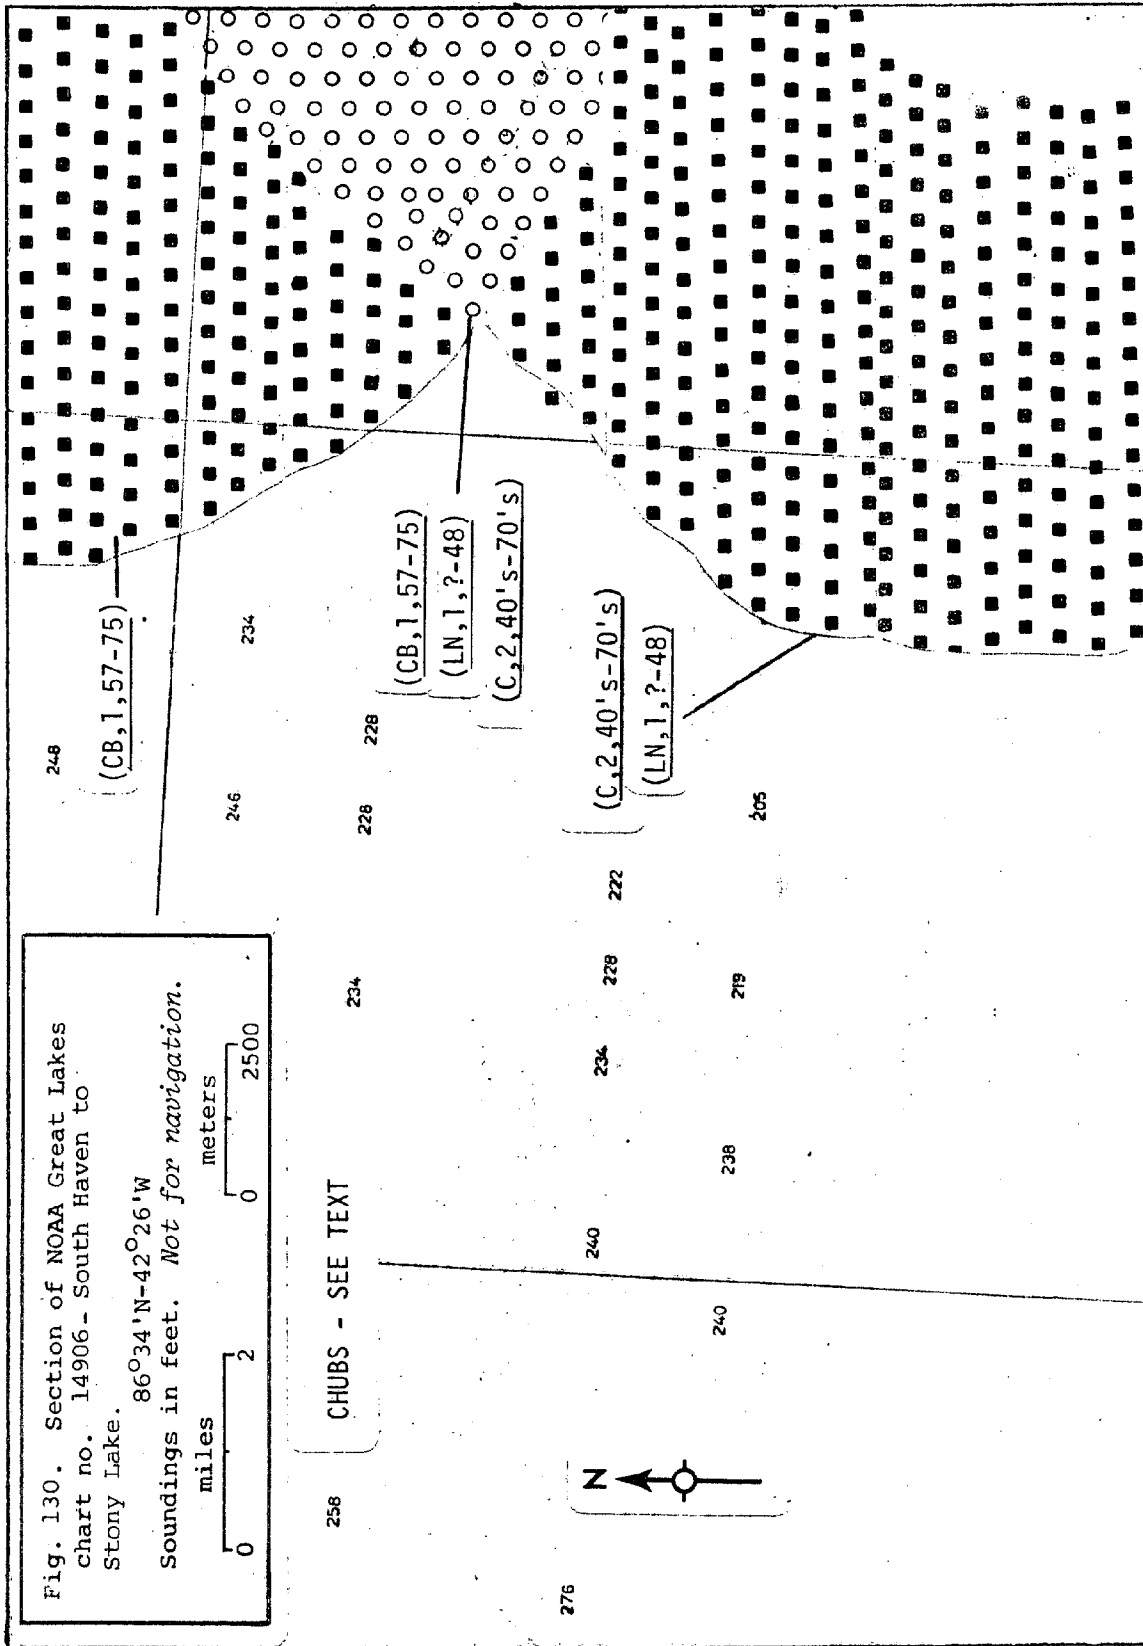 Fig. 130. Section of NOAA Great Lakes
chart no. 14906- South Haven to
Stony Lake.
86°34'N-42°26'W
Soundings in feet. Not for navigation.
miles
0 2
meters
0 2500
CHUBS - SEE TEXT
N
(CB,1,57-75)
(CB,1,57-75)
(LN,1,?-48)
(C,2,40's-70's)
(C,2,40's-70's)
(LN,1,?-48)
248
234
246
228
228
234
258
222
228
234
240
276
205
219
238
240